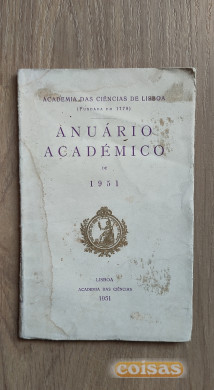 ACADEMIA DAS CIÊNCIAS DE LISBOA
(FUNDADA EM 1779)
ANUÁRIO
ACADÉMICO
DE
1951
LISBOA
ACADEMIA DAS CIÊNCIAS
1951
coisas